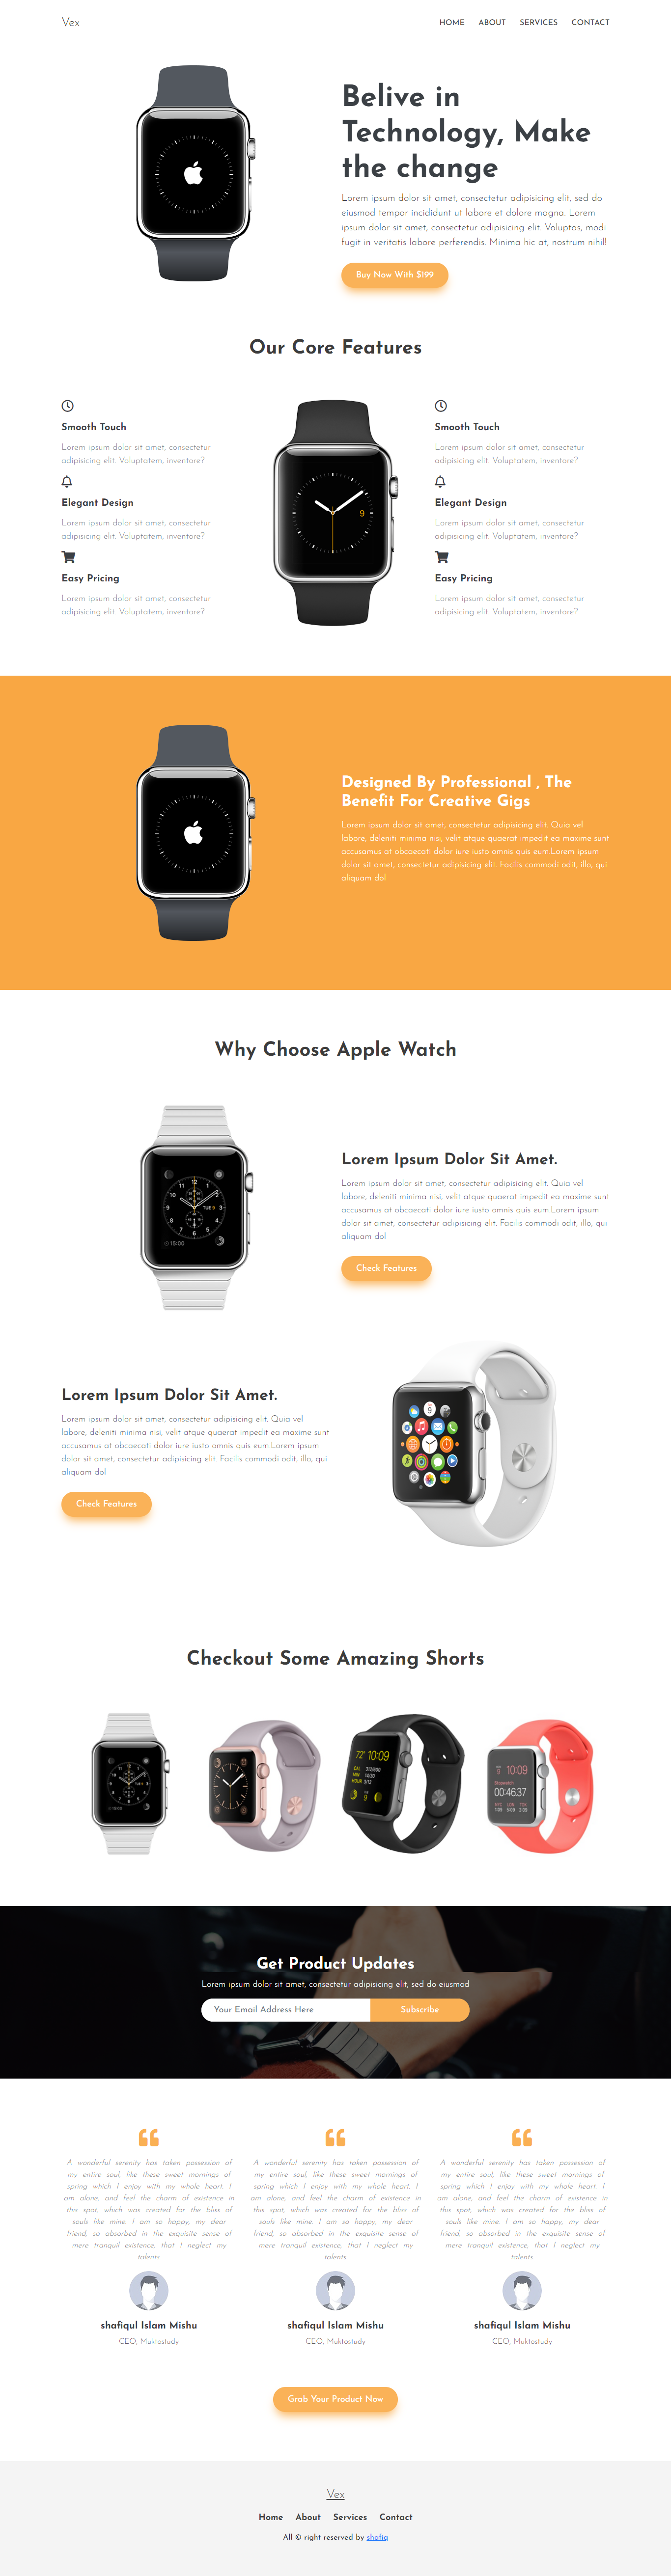 Vex
HOME ABOUT SERVICES CONTACT
Belive in
Technology, Make
the change
Lorem ipsum dolor sit amet, consectetur adipisicing elit, sed do
eiusmod tempor incididunt ut labore et dolore magna. Lorem
ipsum dolor sit amet, consectetur adipisicing elit. Voluptas, modi
fugit in veritatis labore perferendis. Minima hic at, nostrum nihil!
Buy Now With $199
Our Core Features
Smooth Touch
Lorem ipsum dolor sit amet, consectetur
adipisicing elit. Voluptatem, inventore?
Elegant Design
Lorem ipsum dolor sit amet, consectetur
adipisicing elit. Voluptatem, inventore?
Easy Pricing
Lorem ipsum dolor sit amet, consectetur
adipisicing elit. Voluptatem, inventore?
9
Smooth Touch
Lorem ipsum dolor sit amet, consectetur
adipisicing elit. Voluptatem, inventore?
Elegant Design
Lorem ipsum dolor sit amet, consectetur
adipisicing elit. Voluptatem, inventore?
Easy Pricing
Lorem ipsum dolor sit amet, consectetur
adipisicing elit. Voluptatem, inventore?
Designed By Professional , The
Benefit For Creative Gigs
Lorem ipsum dolor sit amet, consectetur adipisicing elit. Quia vel
labore, deleniti minima nisi, velit atque quaerat impedit ea maxime sunt
accusamus at obcaecati dolor iure iusto omnis quis eum.Lorem ipsum
dolor sit amet, consectetur adipisicing elit. Facilis commodi odit, illo, qui
aliquam dol
Why Choose Apple Watch
TUE 9
15:00
Lorem Ipsum Dolor Sit Amet.
Lorem ipsum dolor sit amet, consectetur adipisicing elit. Quia vel
labore, deleniti minima nisi, velit atque quaerat impedit ea maxime sunt
accusamus at obcaecati dolor iure iusto omnis quis eum.Lorem ipsum
dolor sit amet, consectetur adipisicing elit. Facilis commodi odit, illo, qui
aliquam dol
Check Features
Lorem Ipsum Dolor Sit Amet.
Lorem ipsum dolor sit amet, consectetur adipisicing elit. Quia vel
labore, deleniti minima nisi, velit atque quaerat impedit ea maxime sunt
accusamus at obcaecati dolor iure iusto omnis quis eum.Lorem ipsum
dolor sit amet, consectetur adipisicing elit. Facilis commodi odit, illo, qui
aliquam dol
Check Features
9
Checkout Some Amazing Shorts
72° 10:09
CAL 712/800
MIN 14/30
HOUR 3/12
10:09
Stopwatch
00:46.37
Get Product Updates
Lorem ipsum dolor sit amet, consectetur adipisicing elit, sed do eiusmod
Your Email Address Here
Subscribe
A wonderful serenity has taken possession of
my entire soul, like these sweet mornings of
spring which I enjoy with my whole heart. I
am alone, and feel the charm of existence in
this spot, which was created for the bliss of
souls like mine. I am so happy, my dear
friend, so absorbed in the exquisite sense of
mere tranquil existence, that I neglect my
talents.
shafiqul Islam Mishu
CEO, Muktostudy
A wonderful serenity has taken possession of
my entire soul, like these sweet mornings of
spring which I enjoy with my whole heart. I
am alone, and feel the charm of existence in
this spot, which was created for the bliss of
souls like mine. I am so happy, my dear
friend, so absorbed in the exquisite sense of
mere tranquil existence, that I neglect my
talents.
shafiqul Islam Mishu
CEO, Muktostudy
A wonderful serenity has taken possession of
my entire soul, like these sweet mornings of
spring which I enjoy with my whole heart. I
am alone, and feel the charm of existence in
this spot, which was created for the bliss of
souls like mine. I am so happy, my dear
friend, so absorbed in the exquisite sense of
mere tranquil existence, that I neglect my
talents.
shafiqul Islam Mishu
CEO, Muktostudy
Grab Your Product Now
Vex
Home About Services Contact
All © right reserved by shafiq